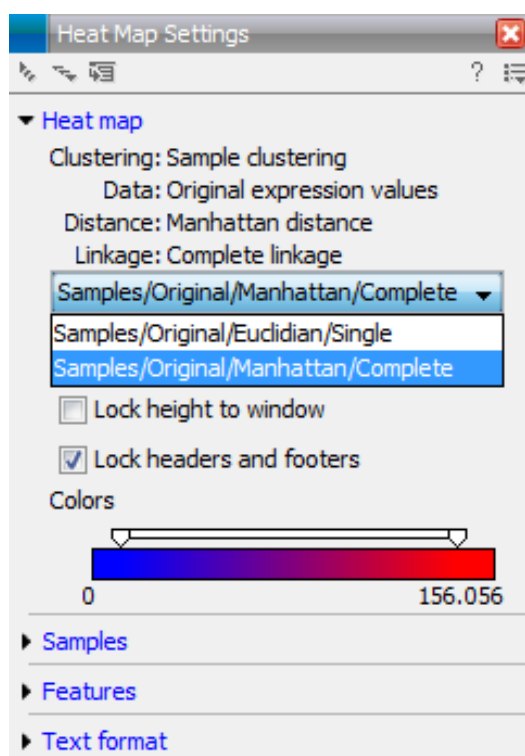 Heat Map Settings
?
Heat map
Clustering: Sample clustering
Data: Original expression values
Distance: Manhattan distance
Linkage: Complete linkage
Samples/Original/Manhattan/Complete
Samples/Original/Euclidian/Single
Samples/Original/Manhattan/Complete
Lock height to window
Lock headers and footers
Colors
0 156.056
Samples
Features
Text format